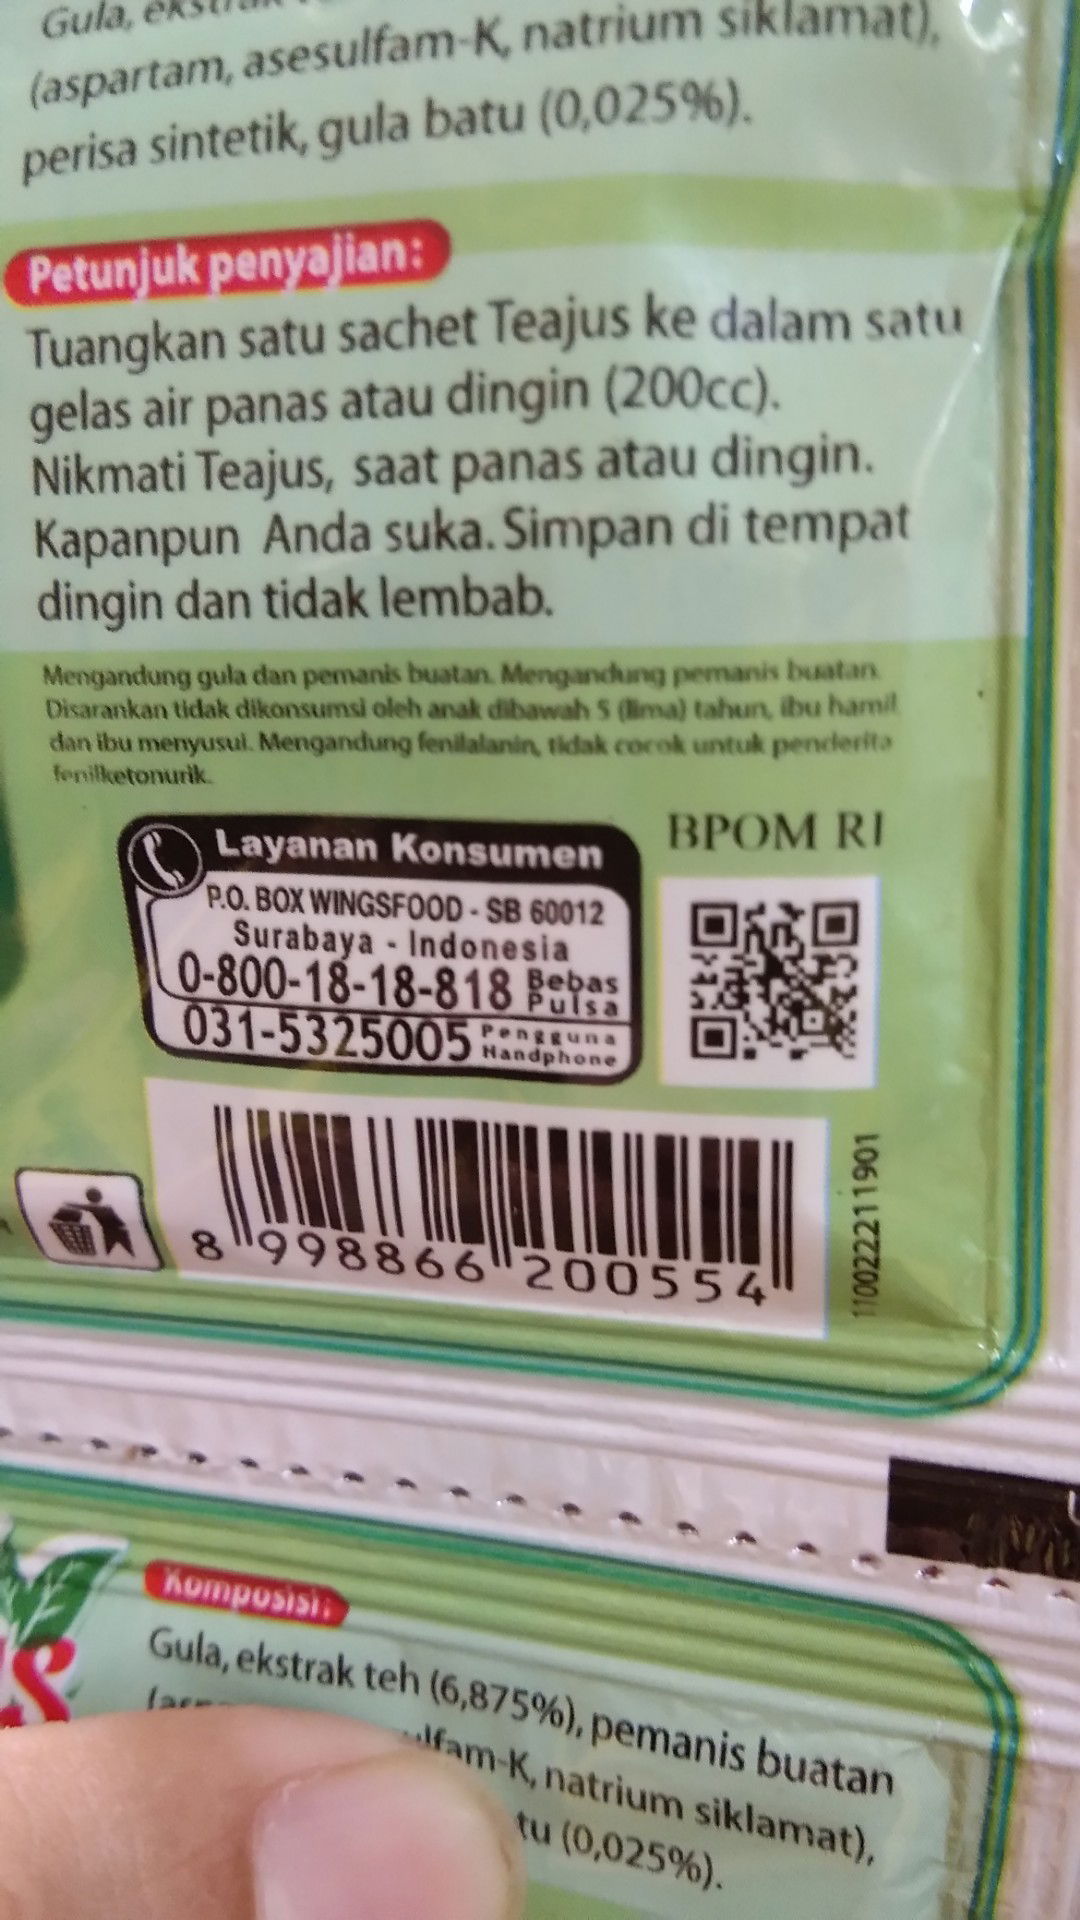 Gula,
(aspartam, asesulfam-K, natrium siklamat),
perisa sintetik, gula batu (0,025%).
Petunjuk penyajian:
Tuangkan satu sachet Teajus ke dalam satu
gelas air panas atau dingin (200cc).
Nikmati Teajus, saat panas atau dingin.
Kapanpun Anda suka. Simpan di tempat
dingin dan tidak lembab.
Mengandung gula dan pemanis buatan. Mengandung pemanis buatan.
Disarankan tidak dikonsumsi oleh anak dibawah 5 (lima) tahun, ibu hamil
dan ibu menyusui. Mengandung fenilalanin, tidak cocok untuk penderita
fenilketonurik.
Layanan Konsumen
P.O. BOX WINGSFOOD - SB 60012
Surabaya - Indonesia
0-800-18-18-818 Bebas Pulsa
031-5325005 Pengguna Handphone
BPOM RI
8 998866 200554
1100222211901
Komposisi:
Gula, ekstrak teh (6,875%), pemanis buatan
natrium siklamat),
(0,025%).